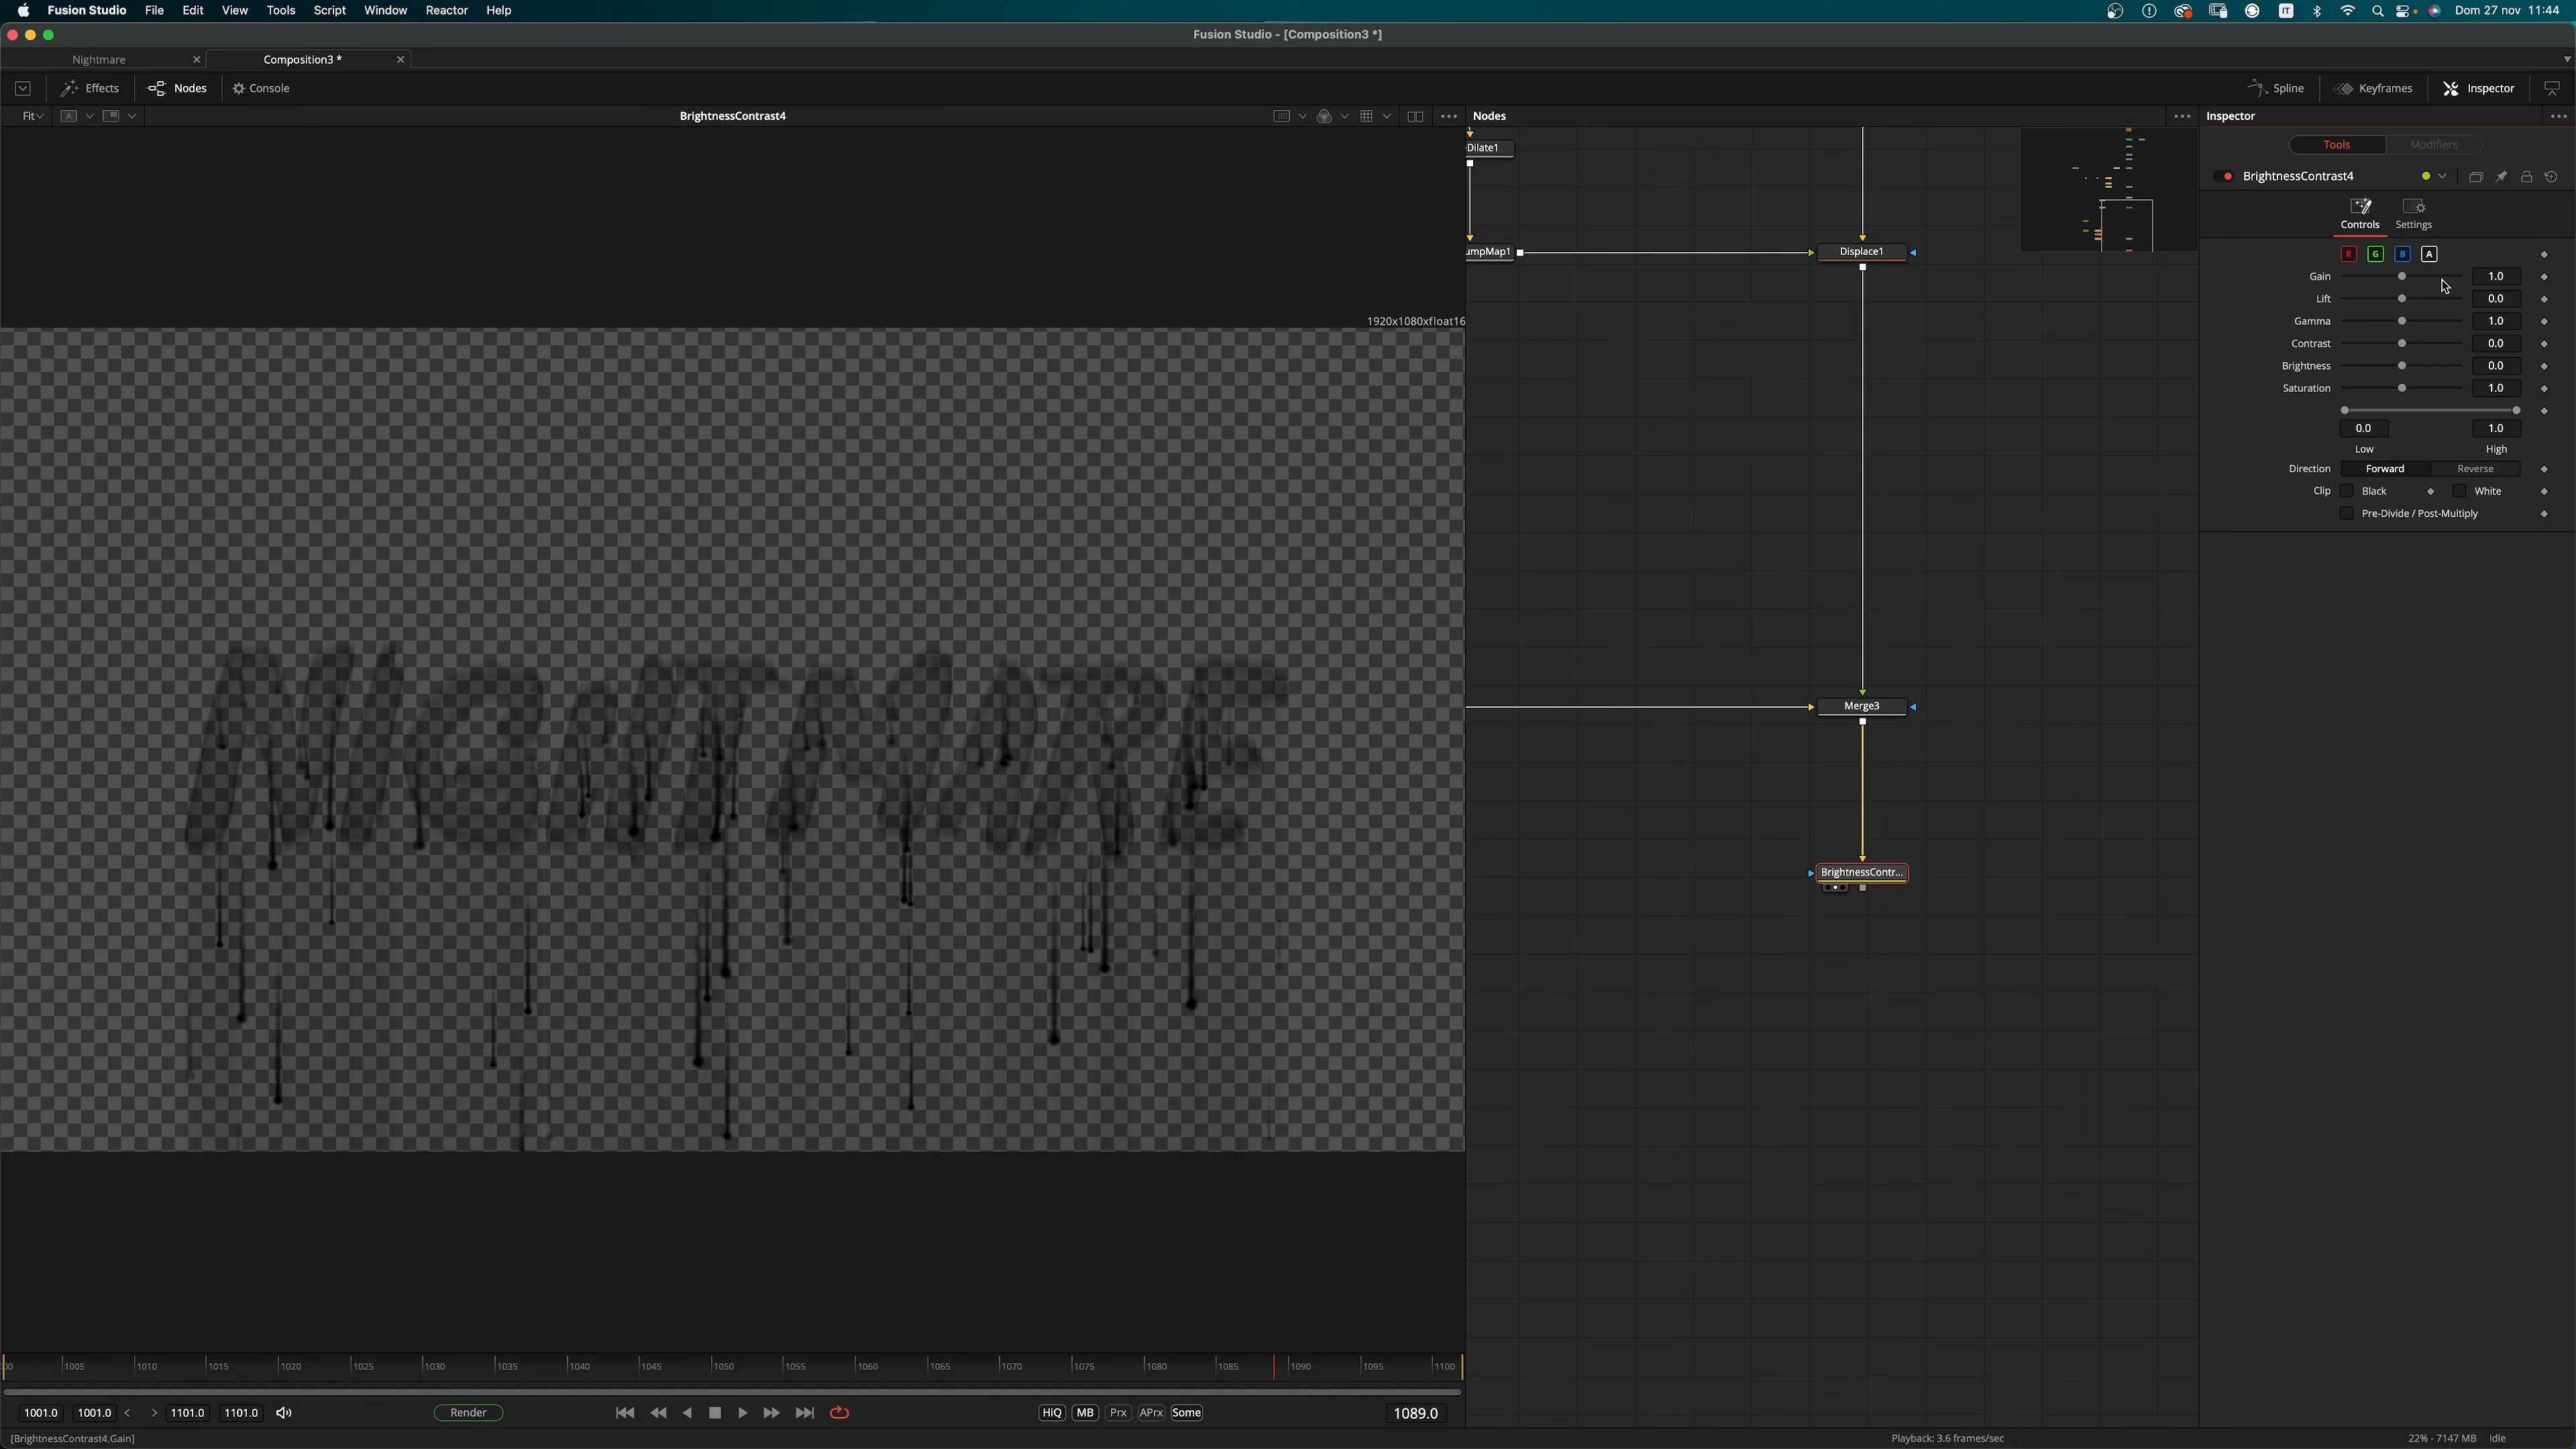 Fusion Studio File Edit View Tools Script Window Reactor Help IT Dom 27 nov 11:44
Fusion Studio - [Composition3 *]
Nightmare Composition3 *
Effects Nodes Console Spline Keyframes Inspector
Fit A BrightnessContrast4 Nodes Inspector
Tools Modifiers
Dilate1
BrightnessContrast4
Controls Settings
umpMap1 Displace1
R G B A
Gain 1.0
Lift 0.0
1920x1080xfloat16
Gamma 1.0
Contrast 0.0
Brightness 0.0
Saturation 1.0
0.0 1.0
Low High
Direction Forward Reverse
Clip Black White
Pre-Divide / Post-Multiply
NIGHTMARE
Merge3
BrightnessContr...
00 1005 1010 1015 1020 1025 1030 1035 1040 1045 1050 1055 1060 1065 1070 1075 1080 1085 1090 1095 1100
1001.0 1001.0 < > 1101.0 1101.0 Render HiQ MB Prx APrx Some 1089.0
[BrightnessContrast4.Gain] Playback: 3.6 frames/sec 22% - 7147 MB Idle